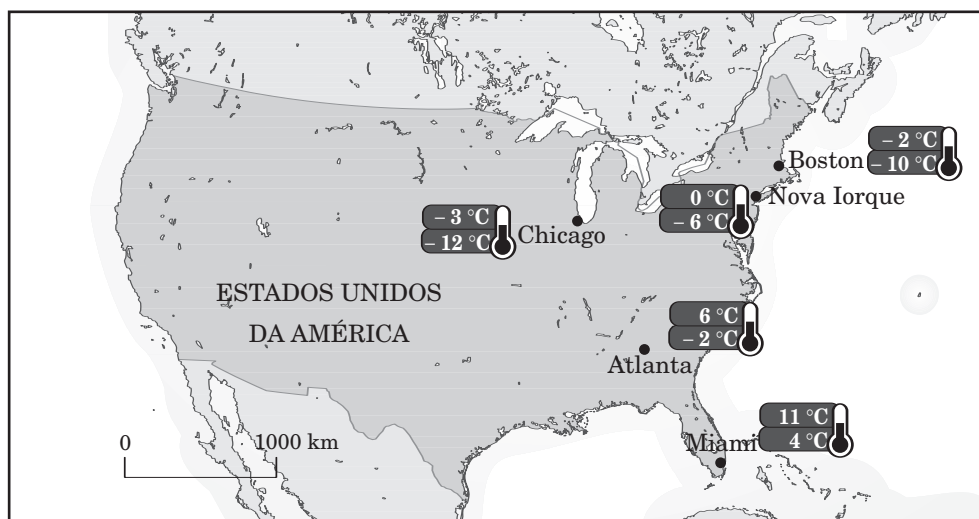 – 2 °C
– 10 °C
Boston
0 °C
– 6 °C
Nova Iorque
– 3 °C
– 12 °C
Chicago
ESTADOS UNIDOS
DA AMÉRICA
6 °C
– 2 °C
Atlanta
11 °C
4 °C
Miami
0 1000 km